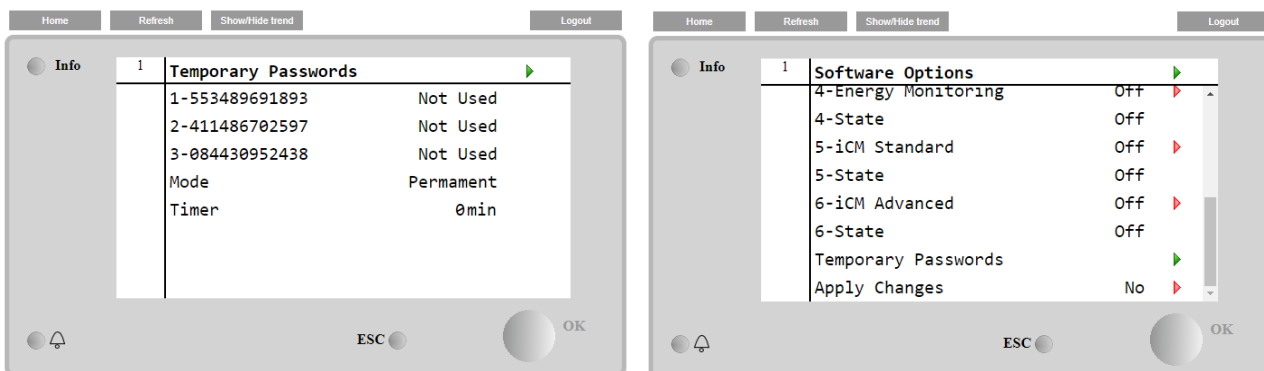 Home Refresh Show/Hide trend Logout
Info 1 Temporary Passwords
1-553489691893 Not Used
2-411486702597 Not Used
3-084430952438 Not Used
Mode Permament
Timer 0min
ESC OK
Home Refresh Show/Hide trend Logout
Info 1 Software Options
4-Energy Monitoring Off
4-State Off
5-iCM Standard Off
5-State Off
6-iCM Advanced Off
6-State Off
Temporary Passwords
Apply Changes No
ESC OK